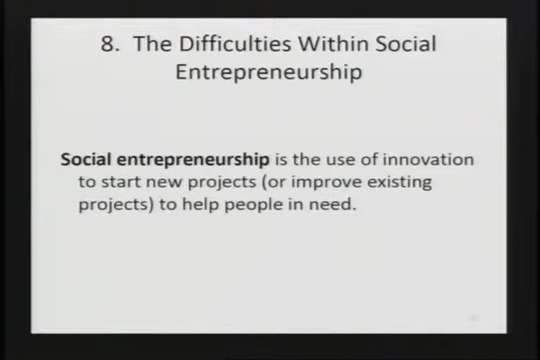 8. The Difficulties Within Social
Entrepreneurship
Social entrepreneurship is the use of innovation
to start new projects (or improve existing
projects) to help people in need.